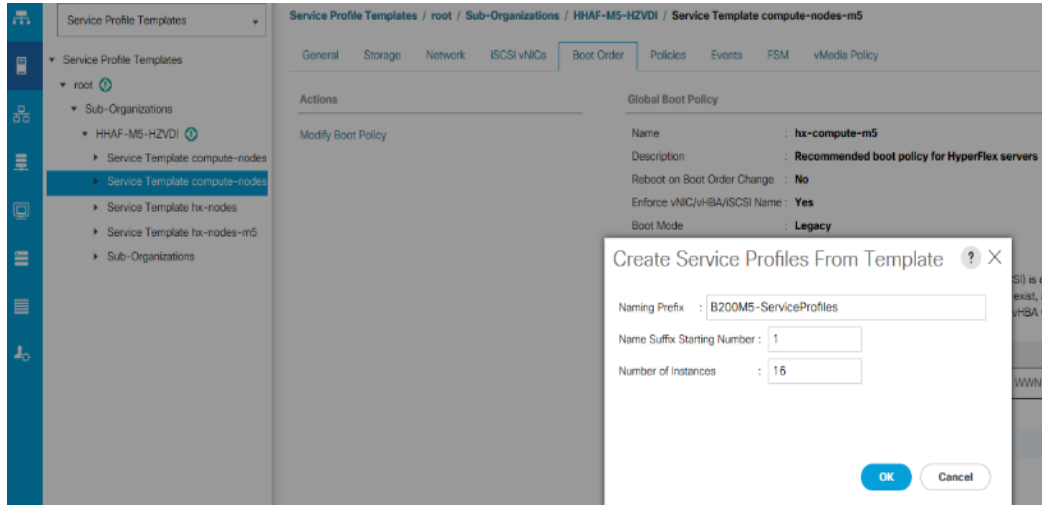 Service Profile Templates
Service Profile Templates
root
Sub-Organizations
HHAF-M5-HZVDI
Service Template compute-nodes
Service Template compute-nodes
Service Template hx-nodes
Service Template hx-nodes-m5
Sub-Organizations
Service Profile Templates / root / Sub-Organizations / HHAF-M5-HZVDI / Service Template compute-nodes-m5
General Storage Network iSCSI vNICs Boot Order Policies Events FSM vMedia Policy
Actions
Modify Boot Policy
Global Boot Policy
Name : hx-compute-m5
Description : Recommended boot policy for HyperFlex servers
Reboot on Boot Order Change : No
Enforce vNIC/vHBA/iSCSI Name : Yes
Boot Mode : Legacy
Create Service Profiles From Template ? ×
Naming Prefix : B200M5-ServiceProfiles
Name Suffix Starting Number : 1
Number of Instances : 16
OK Cancel
SI) is
exist,
vHBA
WWN